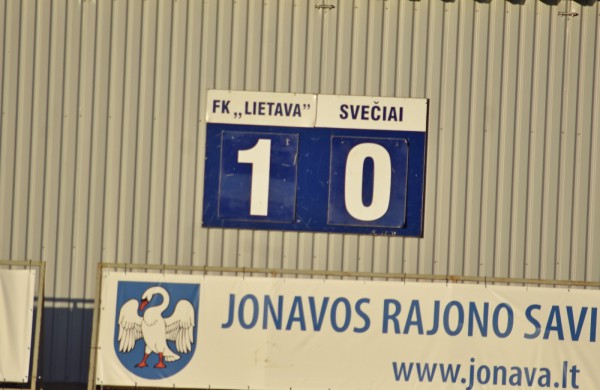 FK „LIETAVA” SVEČIAI
1 0
JONAVOS RAJONO SAVI
www.jonava.lt